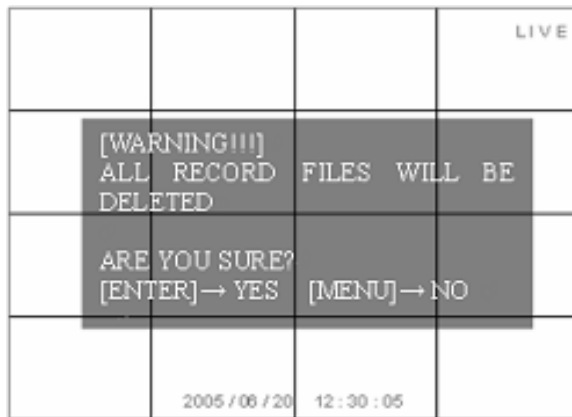 LIVE
[WARNING!!!]
ALL RECORD FILES WILL BE
DELETED
ARE YOU SURE?
[ENTER]→ YES [MENU]→ NO
2005/06/20 12:30:05